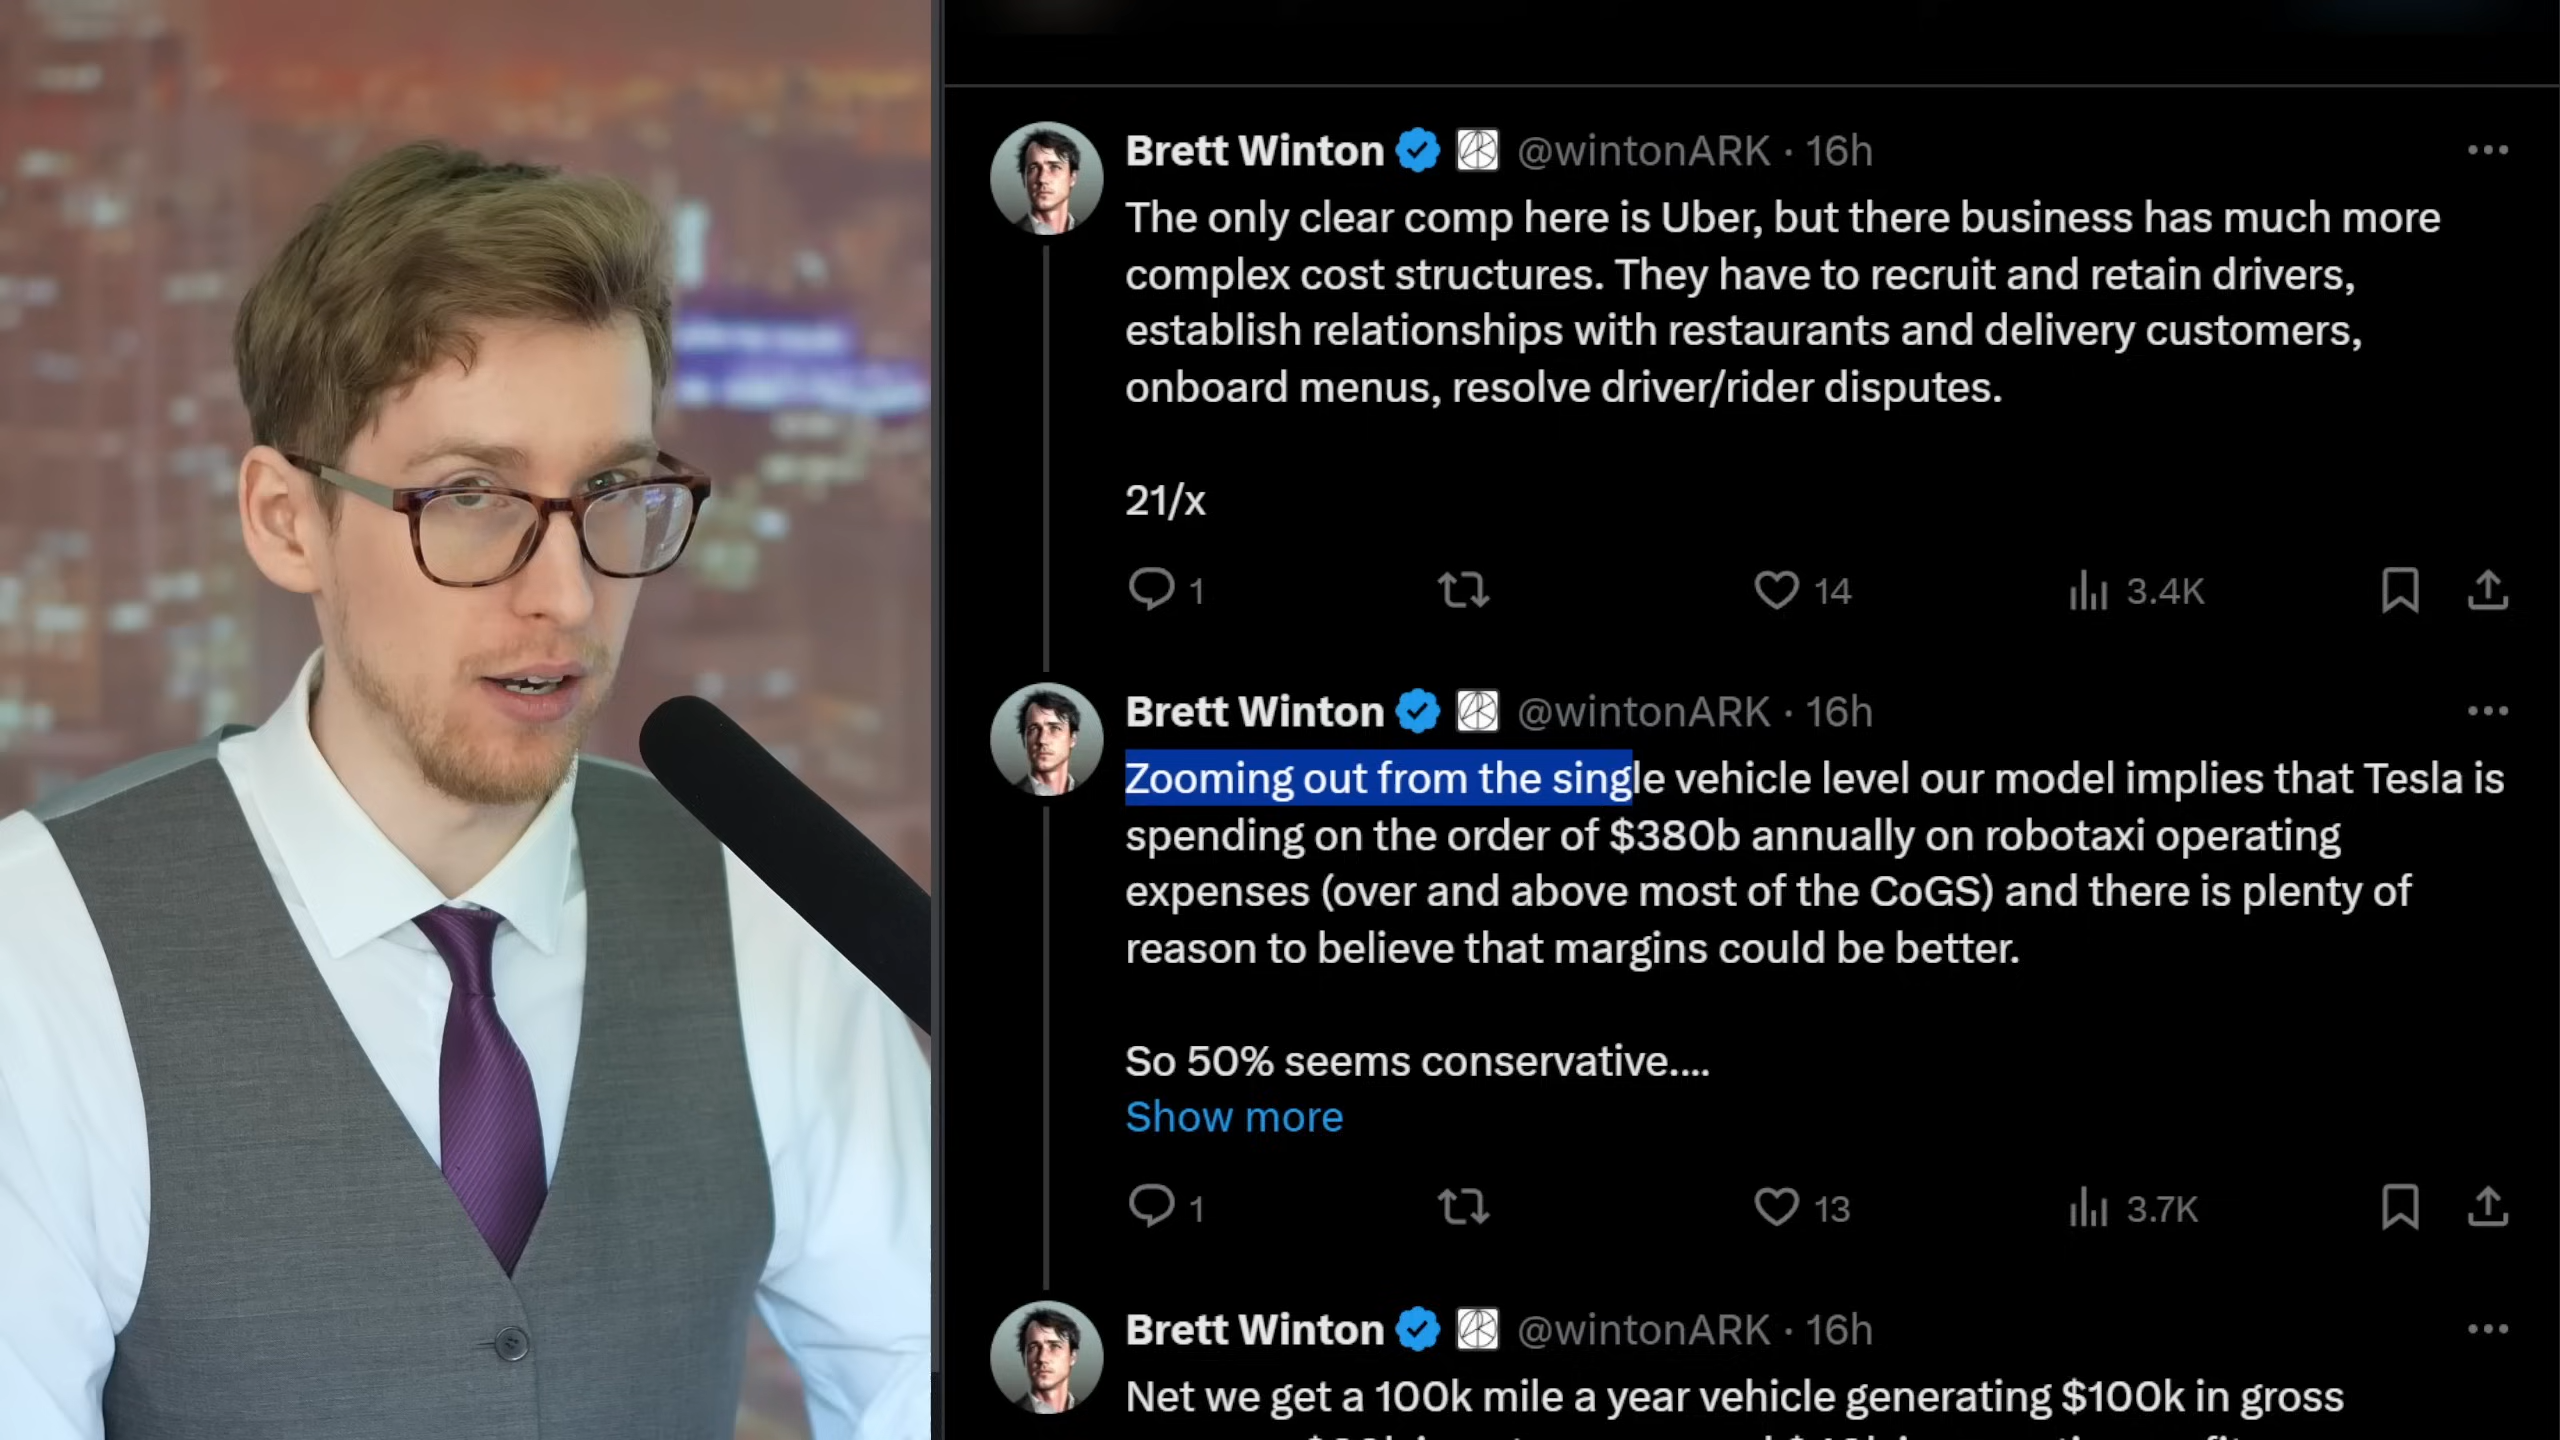 Brett Winton @wintonARK · 16h
The only clear comp here is Uber, but there business has much more
complex cost structures. They have to recruit and retain drivers,
establish relationships with restaurants and delivery customers,
onboard menus, resolve driver/rider disputes.
21/x
1 14 3.4K
Brett Winton @wintonARK · 16h
Zooming out from the single vehicle level our model implies that Tesla is
spending on the order of $380b annually on robotaxi operating
expenses (over and above most of the CoGS) and there is plenty of
reason to believe that margins could be better.
So 50% seems conservative....
Show more
1 13 3.7K
Brett Winton @wintonARK · 16h
Net we get a 100k mile a year vehicle generating $100k in gross